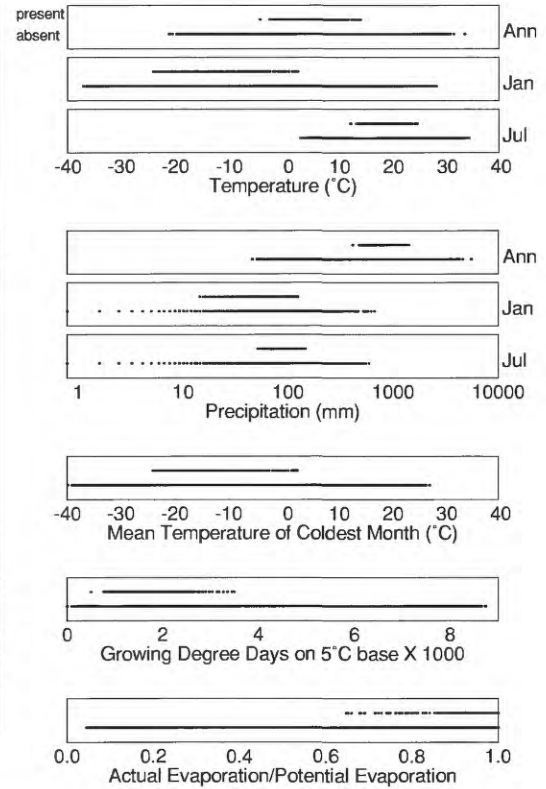 present
absent
Ann
Jan
Jul
-40 -30 -20 -10 0 10 20 30 40
Temperature (˚C)
Ann
Jan
Jul
1 10 100 1000 10000
Precipitation (mm)
-40 -30 -20 -10 0 10 20 30 40
Mean Temperature of Coldest Month (˚C)
0 2 4 6 8
Growing Degree Days on 5˚C base X 1000
0.0 0.2 0.4 0.6 0.8 1.0
Actual Evaporation/Potential Evaporation